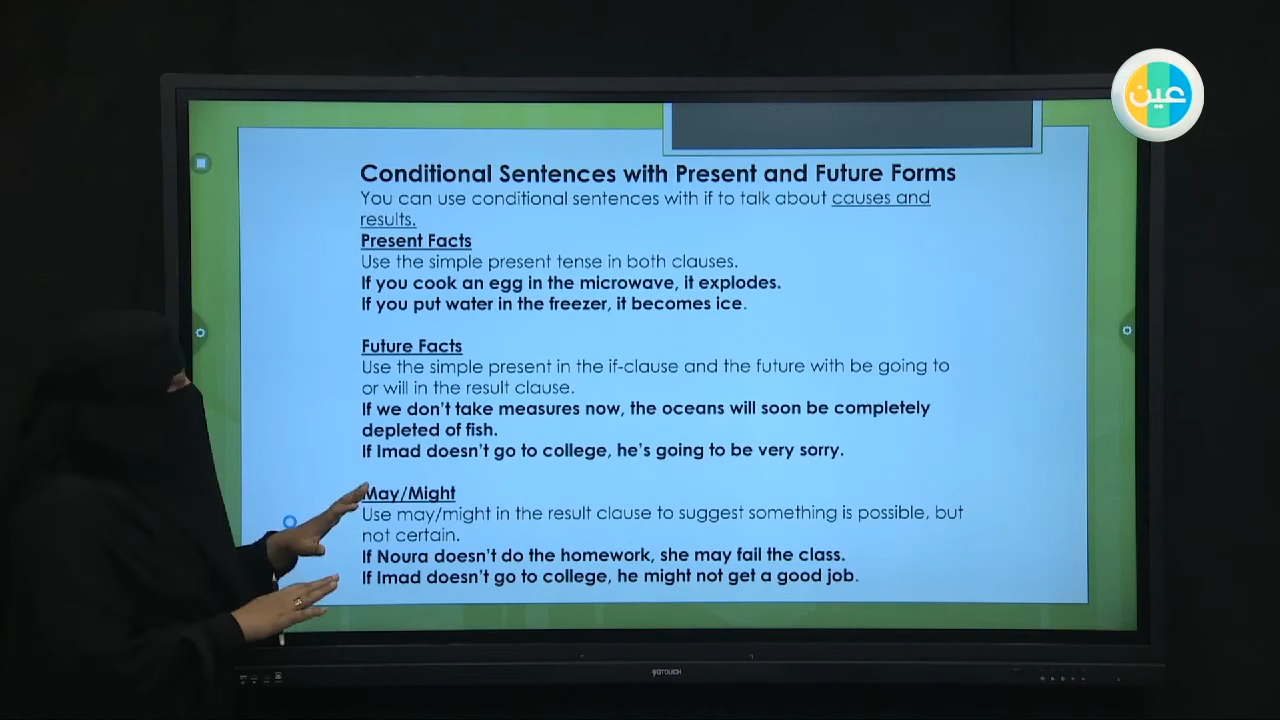 عين
Conditional Sentences with Present and Future Forms
You can use conditional sentences with if to talk about causes and
results.
Present Facts
Use the simple present tense in both clauses.
If you cook an egg in the microwave, it explodes.
If you put water in the freezer, it becomes ice.
Future Facts
Use the simple present in the if-clause and the future with be going to
or will in the result clause.
If we don't take measures now, the oceans will soon be completely
depleted of fish.
If Imad doesn't go to college, he's going to be very sorry.
May/Might
Use may/might in the result clause to suggest something is possible, but
not certain.
If Noura doesn't do the homework, she may fail the class.
If Imad doesn't go to college, he might not get a good job.